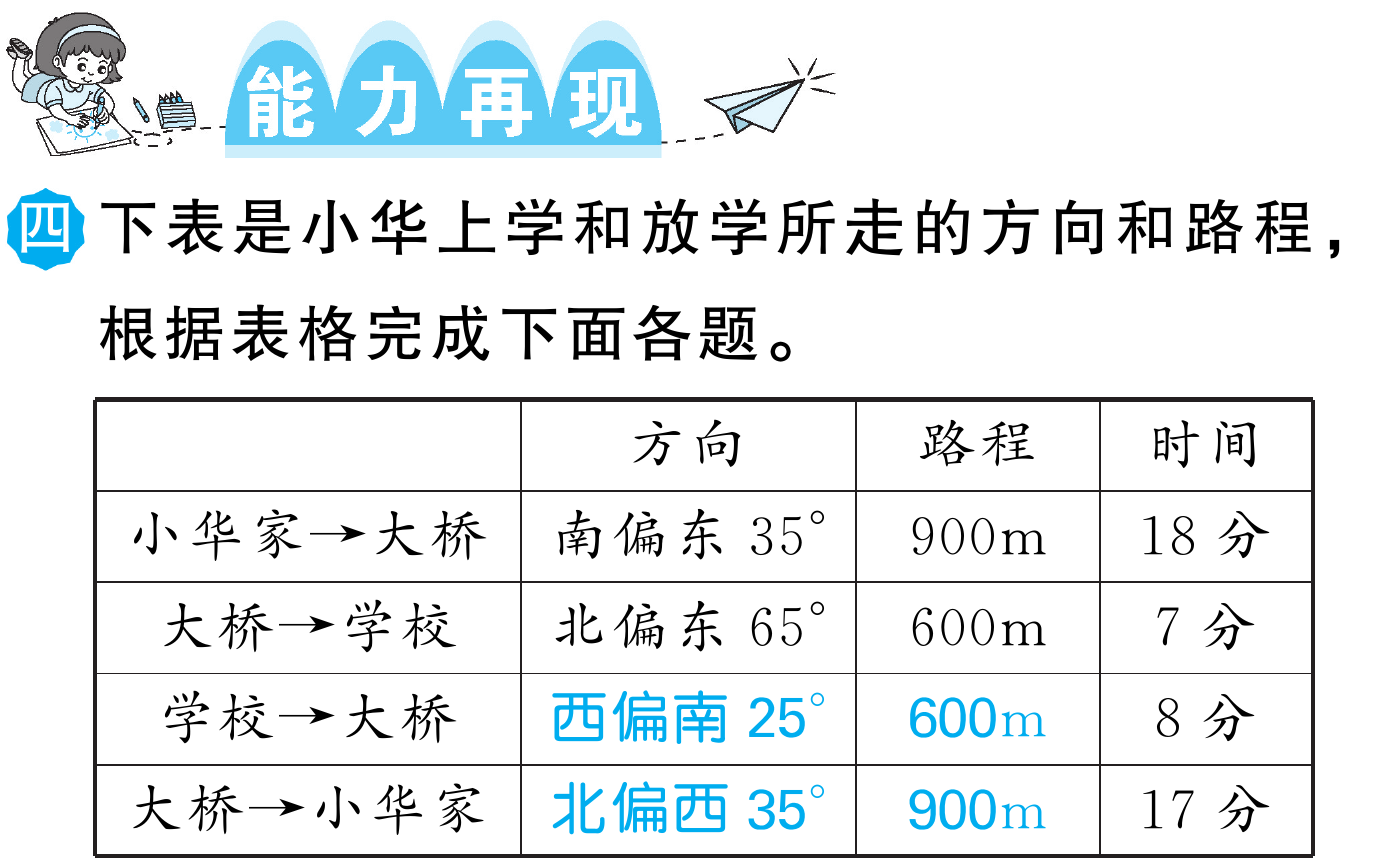 能力再现
四 下表是小华上学和放学所走的方向和路程，
根据表格完成下面各题。
方向 路程 时间
小华家→大桥 南偏东 35° 900m 18 分
大桥→学校 北偏东 65° 600m 7 分
学校→大桥 西偏南 25° 600m 8 分
大桥→小华家 北偏西 35° 900m 17 分